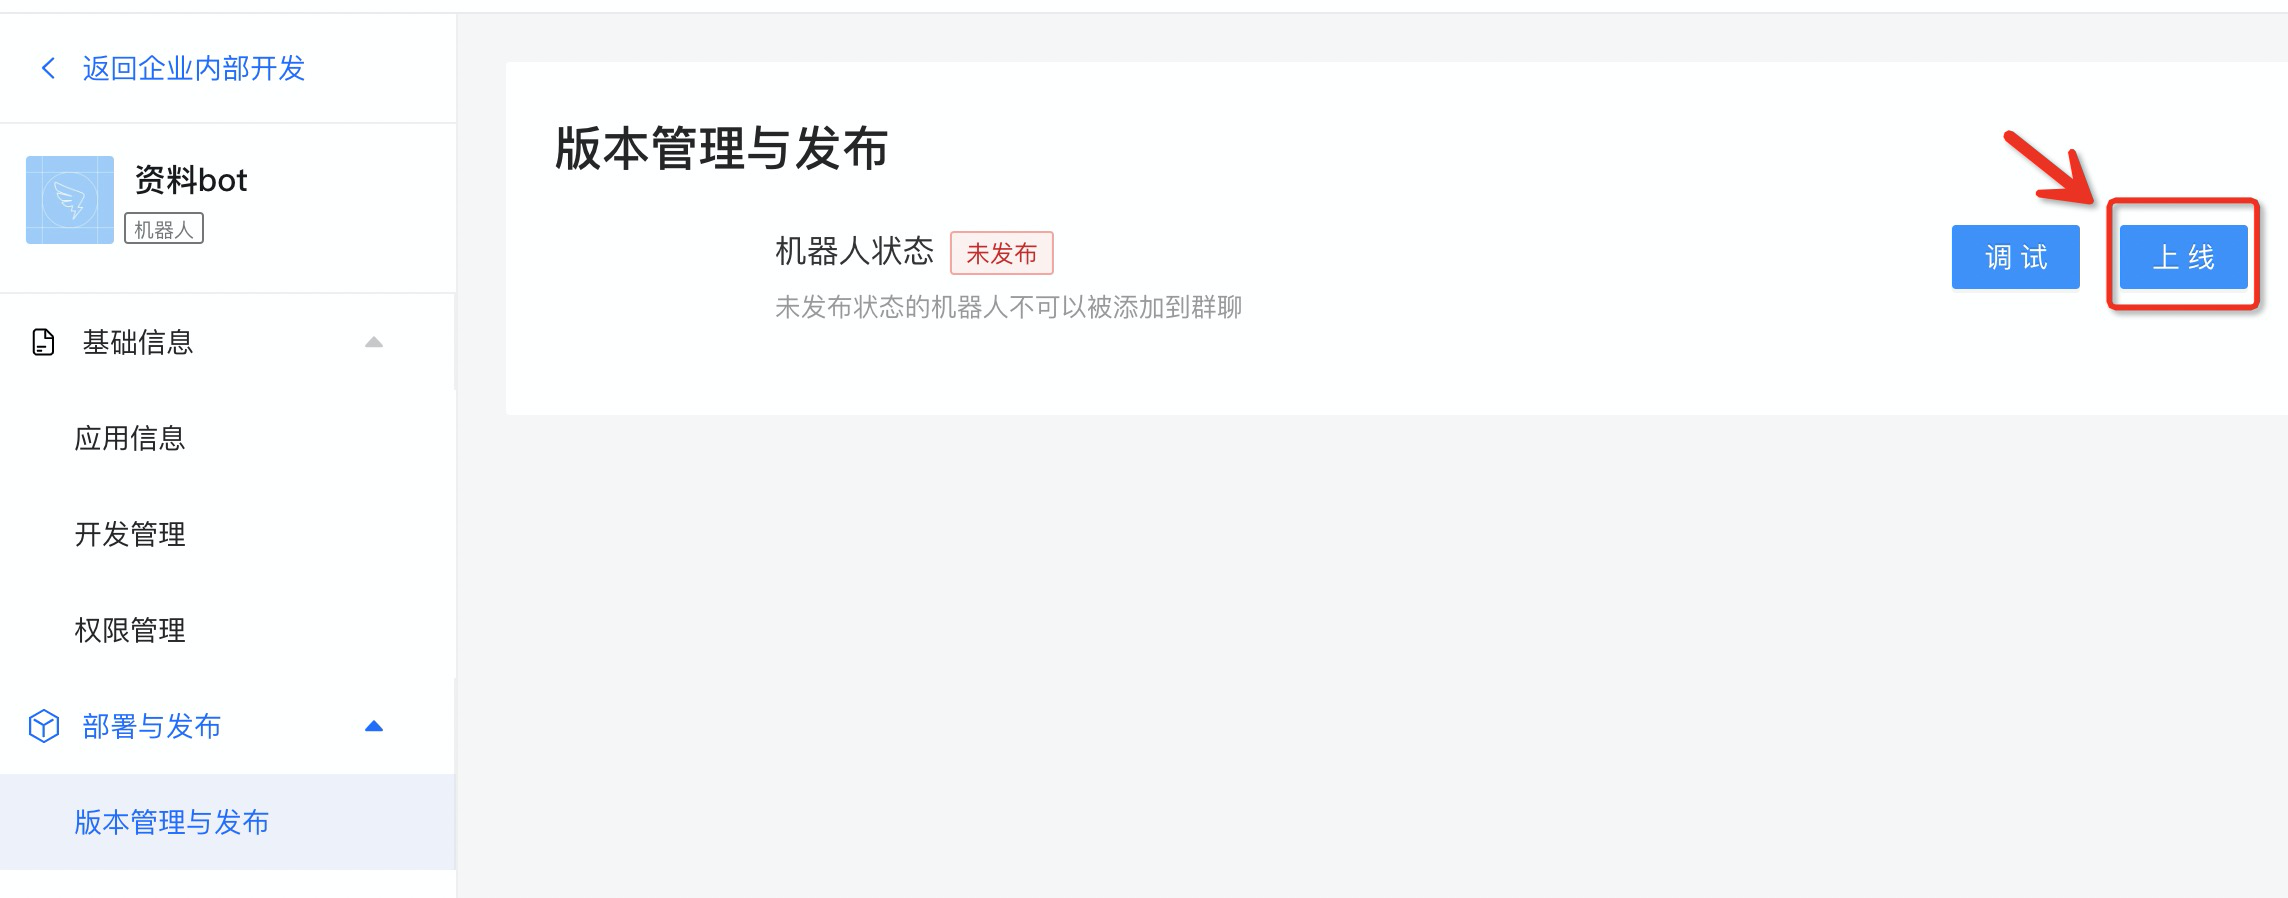 返回企业内部开发
资料bot
机器人
基础信息
应用信息
开发管理
权限管理
部署与发布
版本管理与发布
版本管理与发布
机器人状态 未发布
未发布状态的机器人不可以被添加到群聊
调试 上线